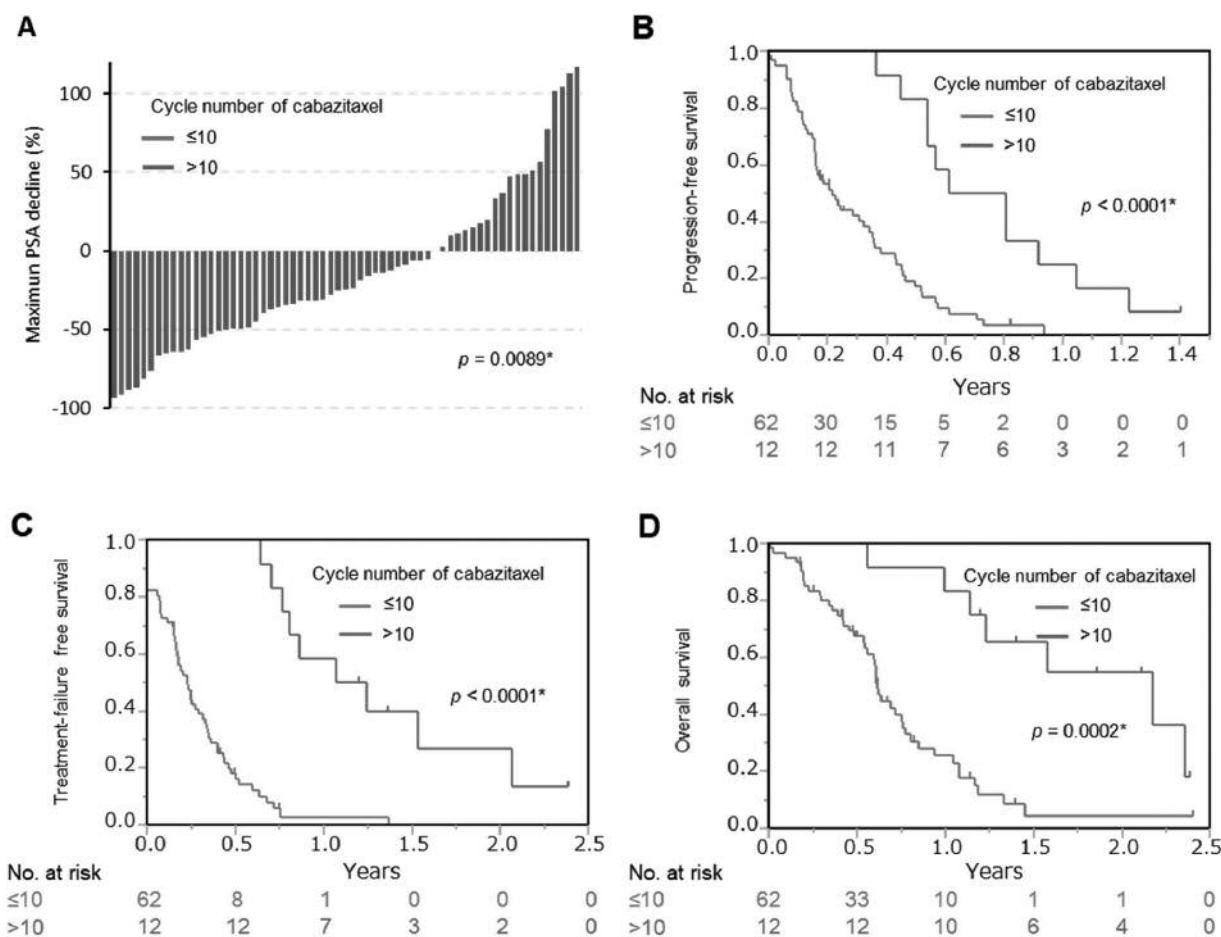 A
Maximun PSA decline (%)
100
50
0
-50
-100
Cycle number of cabazitaxel
≤10
>10
p = 0.0089*
B
Progression-free survival
1.0
0.8
0.6
0.4
0.2
0.0
Cycle number of cabazitaxel
≤10
>10
p < 0.0001*
0.0 0.2 0.4 0.6 0.8 1.0 1.2 1.4
Years
No. at risk
≤10 62 30 15 5 2 0 0 0
>10 12 12 11 7 6 3 2 1
C
Treatment-failure free survival
1.0
0.8
0.6
0.4
0.2
0.0
Cycle number of cabazitaxel
≤10
>10
p < 0.0001*
0.0 0.5 1.0 1.5 2.0 2.5
Years
No. at risk
≤10 62 8 1 0 0 0
>10 12 12 7 3 2 0
D
Overall survival
1.0
0.8
0.6
0.4
0.2
0.0
Cycle number of cabazitaxel
≤10
>10
p = 0.0002*
0.0 0.5 1.0 1.5 2.0 2.5
Years
No. at risk
≤10 62 33 10 1 1 0
>10 12 12 10 6 4 0